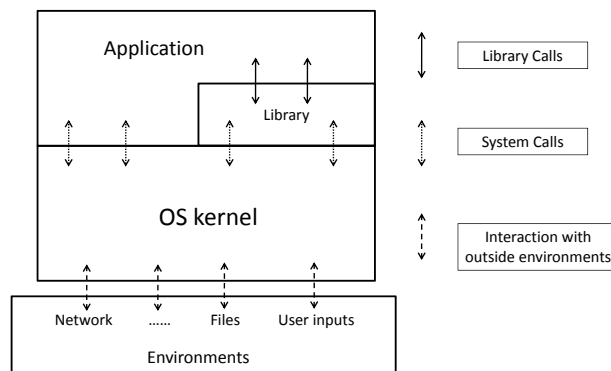 Application
Library Calls
Library
System Calls
OS kernel
Interaction with
outside environments
Network
......
Files
User inputs
Environments